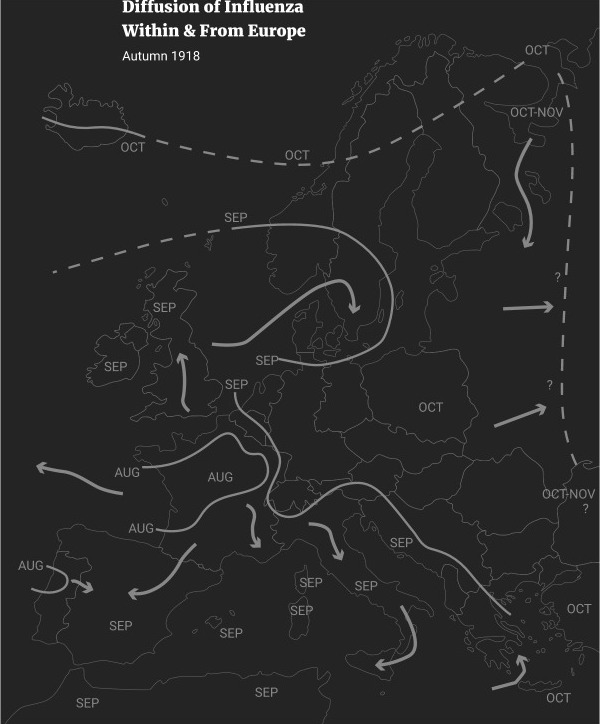 Diffusion of Influenza
Within & From Europe
Autumn 1918
OCT
OCT-NOV
OCT
OCT
SEP
?
SEP
SEP
SEP
SEP
?
OCT
AUG
AUG
OCT-NOV
?
AUG
SEP
AUG
SEP
SEP
SEP
OCT
SEP
SEP
SEP
SEP
OCT